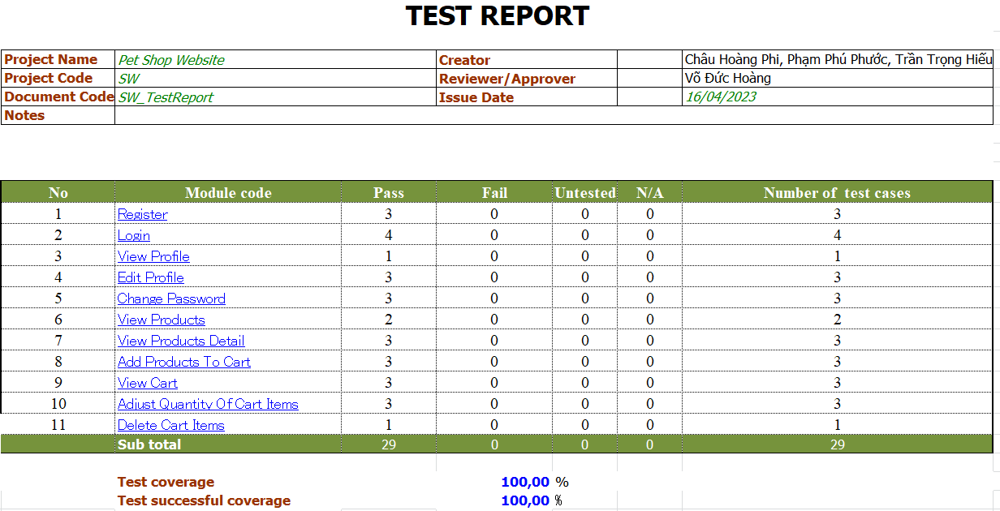 TEST REPORT
Project Name Pet Shop Website Creator Châu Hoàng Phi, Phạm Phú Phước, Trần Trọng Hiếu
Project Code SW Reviewer/Approver Võ Đức Hoàng
Document Code SW_TestReport Issue Date 16/04/2023
Notes
No Module code Pass Fail Untested N/A Number of test cases
1 Register 3 0 0 0 3
2 Login 4 0 0 0 4
3 View Profile 1 0 0 0 1
4 Edit Profile 3 0 0 0 3
5 Change Password 3 0 0 0 3
6 View Products 2 0 0 0 2
7 View Products Detail 3 0 0 0 3
8 Add Products To Cart 3 0 0 0 3
9 View Cart 3 0 0 0 3
10 Adjust Quantity Of Cart Items 3 0 0 0 3
11 Delete Cart Items 1 0 0 0 1
Sub total 29 0 0 0 29
Test coverage 100,00 %
Test successful coverage 100,00 %